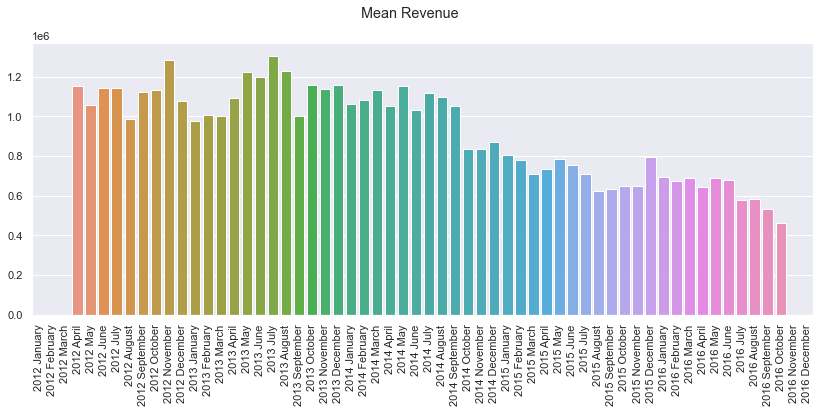 Mean Revenue
1e6
1.2
1.0
0.8
0.6
0.4
0.2
0.0
2012 January
2012 February
2012 March
2012 April
2012 May
2012 June
2012 July
2012 August
2012 September
2012 October
2012 November
2012 December
2013 January
2013 February
2013 March
2013 April
2013 May
2013 June
2013 July
2013 August
2013 September
2013 October
2013 November
2013 December
2014 January
2014 February
2014 March
2014 April
2014 May
2014 June
2014 July
2014 August
2014 September
2014 October
2014 November
2014 December
2015 January
2015 February
2015 March
2015 April
2015 May
2015 June
2015 July
2015 August
2015 September
2015 October
2015 November
2015 December
2016 January
2016 February
2016 March
2016 April
2016 May
2016 June
2016 July
2016 August
2016 September
2016 October
2016 November
2016 December